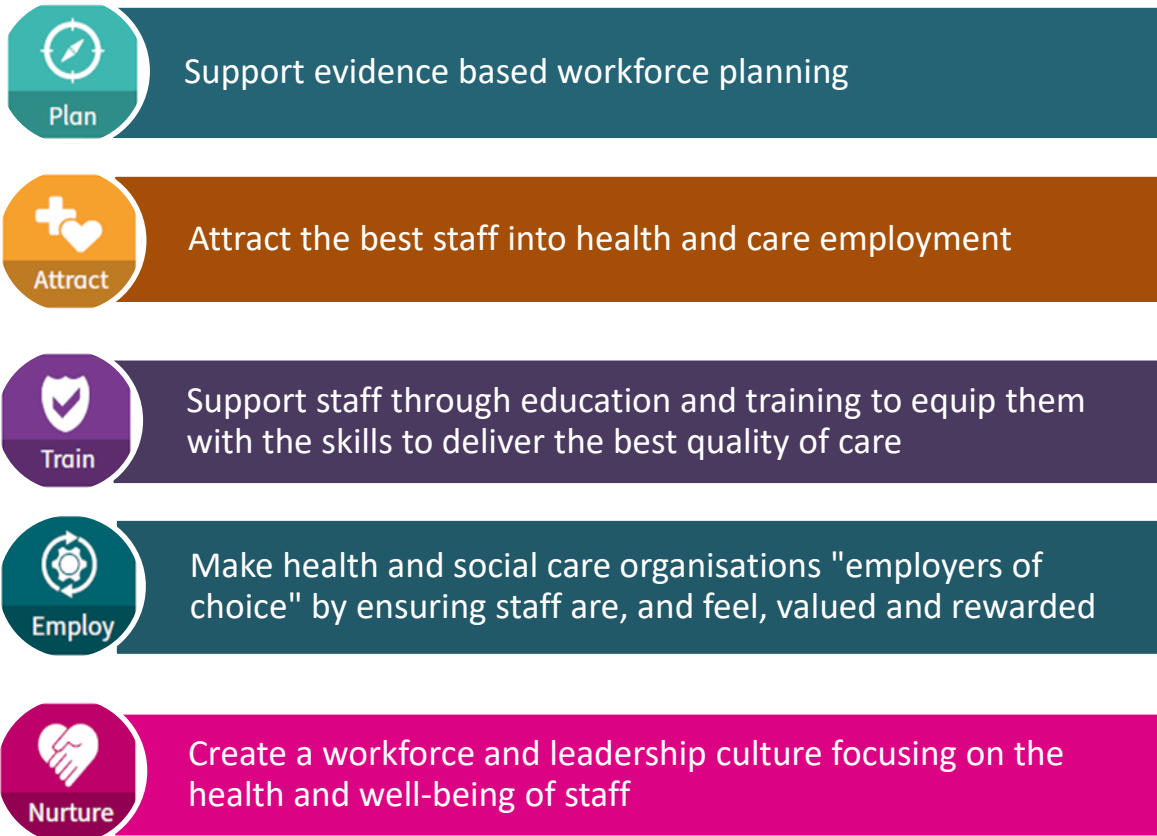 Plan
Support evidence based workforce planning
Attract
Attract the best staff into health and care employment
Train
Support staff through education and training to equip them
with the skills to deliver the best quality of care
Employ
Make health and social care organisations "employers of
choice" by ensuring staff are, and feel, valued and rewarded
Nurture
Create a workforce and leadership culture focusing on the
health and well-being of staff